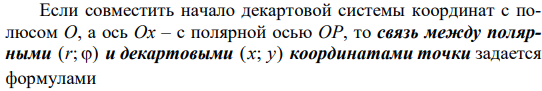 Если совместить начало декартовой системы координат с по-
люсом O, а ось Ox – с полярной осью OP, то связь между поляр-
ными (r; φ) и декартовыми (x; y) координатами точки задается
формулами